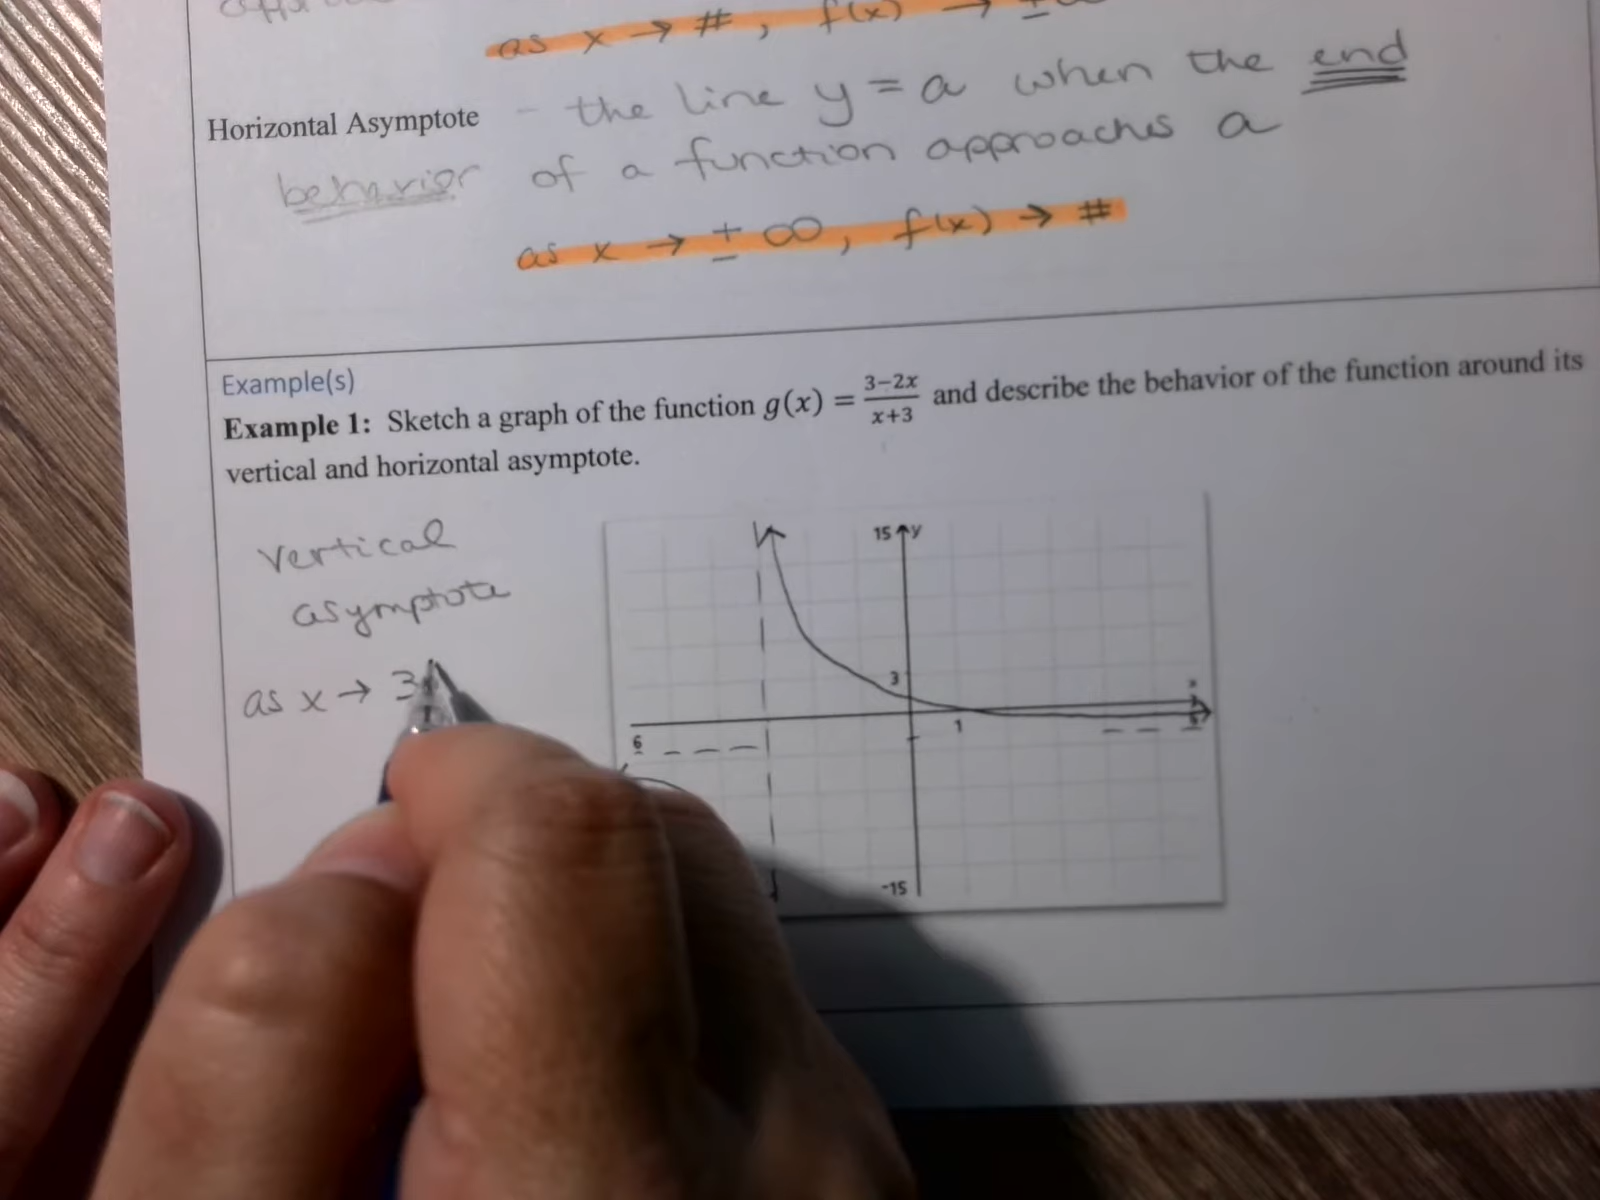 as x → #, f(x) → ±∞
Horizontal Asymptote - the line y = a when the end
behavior of a function approaches a
as x → ± ∞, f(x) → #
Example(s)
Example 1: Sketch a graph of the function g(x) = 3−2x / x+3 and describe the behavior of the function around its
vertical and horizontal asymptote.
vertical
asymptote
as x → 3
15 y
3
x
1
6
-15